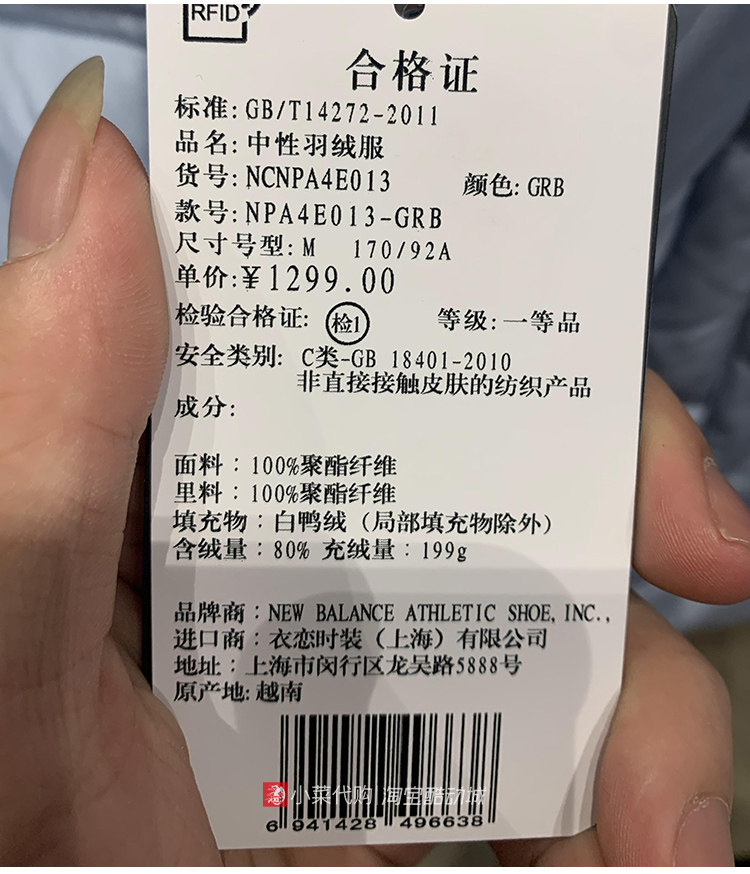 RFID
合格证
标准: GB/T14272-2011
品名: 中性羽绒服
货号: NCNPA4E013 颜色: GRB
款号: NPA4E013-GRB
尺寸号型: M 170/92A
单价: ¥1299.00
检验合格证: 检1 等级: 一等品
安全类别: C类-GB 18401-2010
非直接接触皮肤的纺织产品
成分:
面料：100%聚酯纤维
里料：100%聚酯纤维
填充物：白鸭绒（局部填充物除外）
含绒量：80% 充绒量：199g
品牌商：NEW BALANCE ATHLETIC SHOE, INC.,
进口商：衣恋时装（上海）有限公司
地址：上海市闵行区龙吴路5888号
原产地: 越南
小菜代购 淘宝酷动城
6 941428 496638